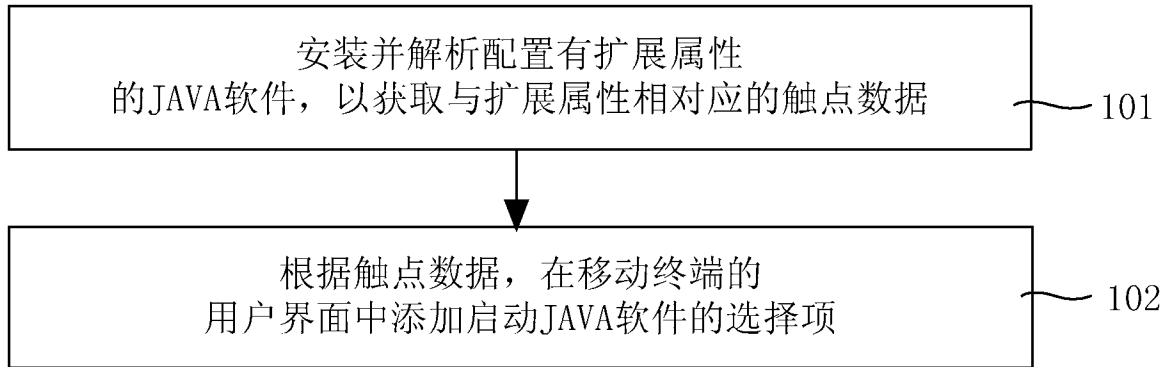 安装并解析配置有扩展属性
的JAVA软件，以获取与扩展属性相对应的触点数据
101
根据触点数据，在移动终端的
用户界面中添加启动JAVA软件的选择项
102